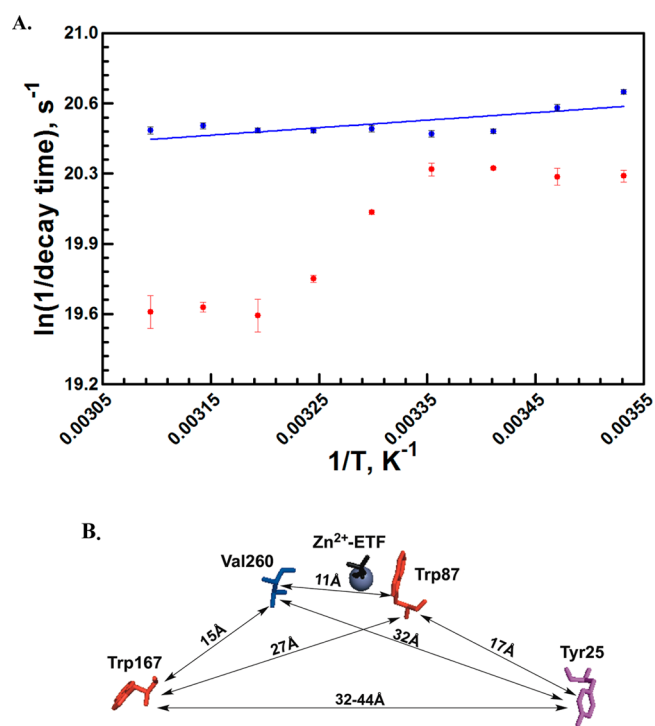 A.
21.0
20.6
20.3
19.9
19.6
19.2
ln(1/decay time), s⁻¹
0.00305
0.00315
0.00325
0.00335
0.00345
0.00355
1/T, K⁻¹
B.
Zn²⁺-ETF
Val260
Trp87
11Å
15Å
27Å
32Å
17Å
Tyr25
Trp167
32-44Å